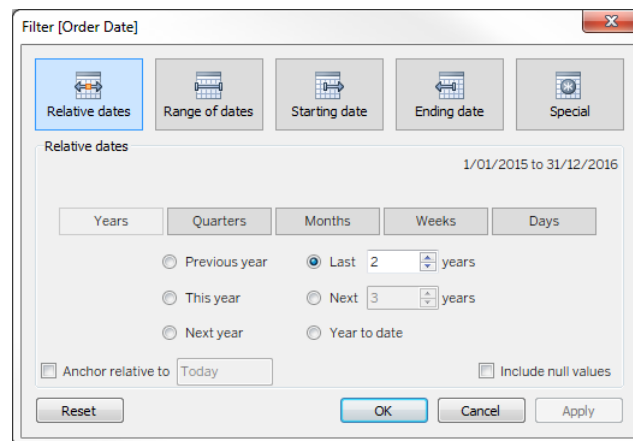 Filter [Order Date]
Relative dates Range of dates Starting date Ending date Special
Relative dates
1/01/2015 to 31/12/2016
Years Quarters Months Weeks Days
Previous year Last 2 years
This year Next 3 years
Next year Year to date
Anchor relative to Today Include null values
Reset OK Cancel Apply